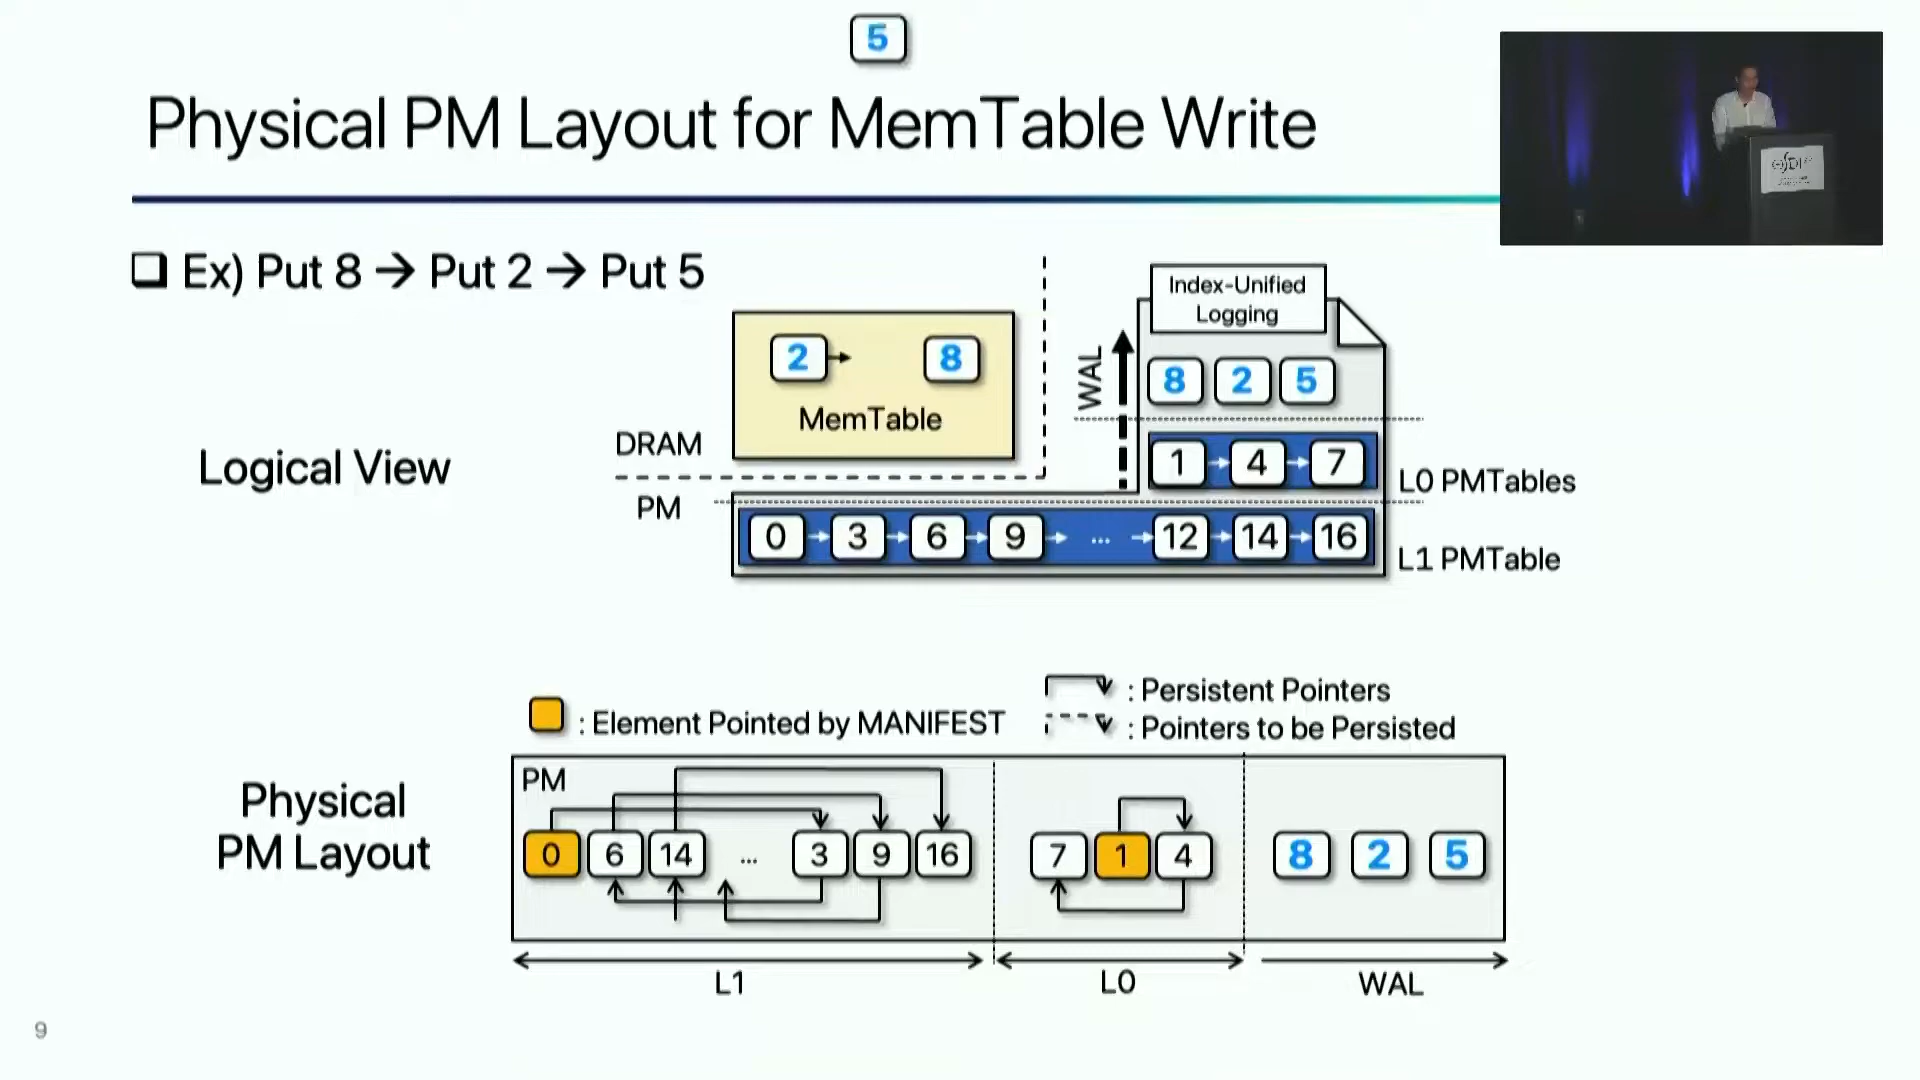 5
Physical PM Layout for MemTable Write
❑ Ex) Put 8 → Put 2 → Put 5
Index-Unified
Logging
2 8
MemTable
WAL
8 2 5
DRAM
Logical View
1 4 7
L0 PMTables
PM
0 3 6 9 ... 12 14 16
L1 PMTable
: Element Pointed by MANIFEST
: Persistent Pointers
: Pointers to be Persisted
Physical
PM Layout
PM
0 6 14 ... 3 9 16
7 1 4
8 2 5
L1
L0
WAL
9